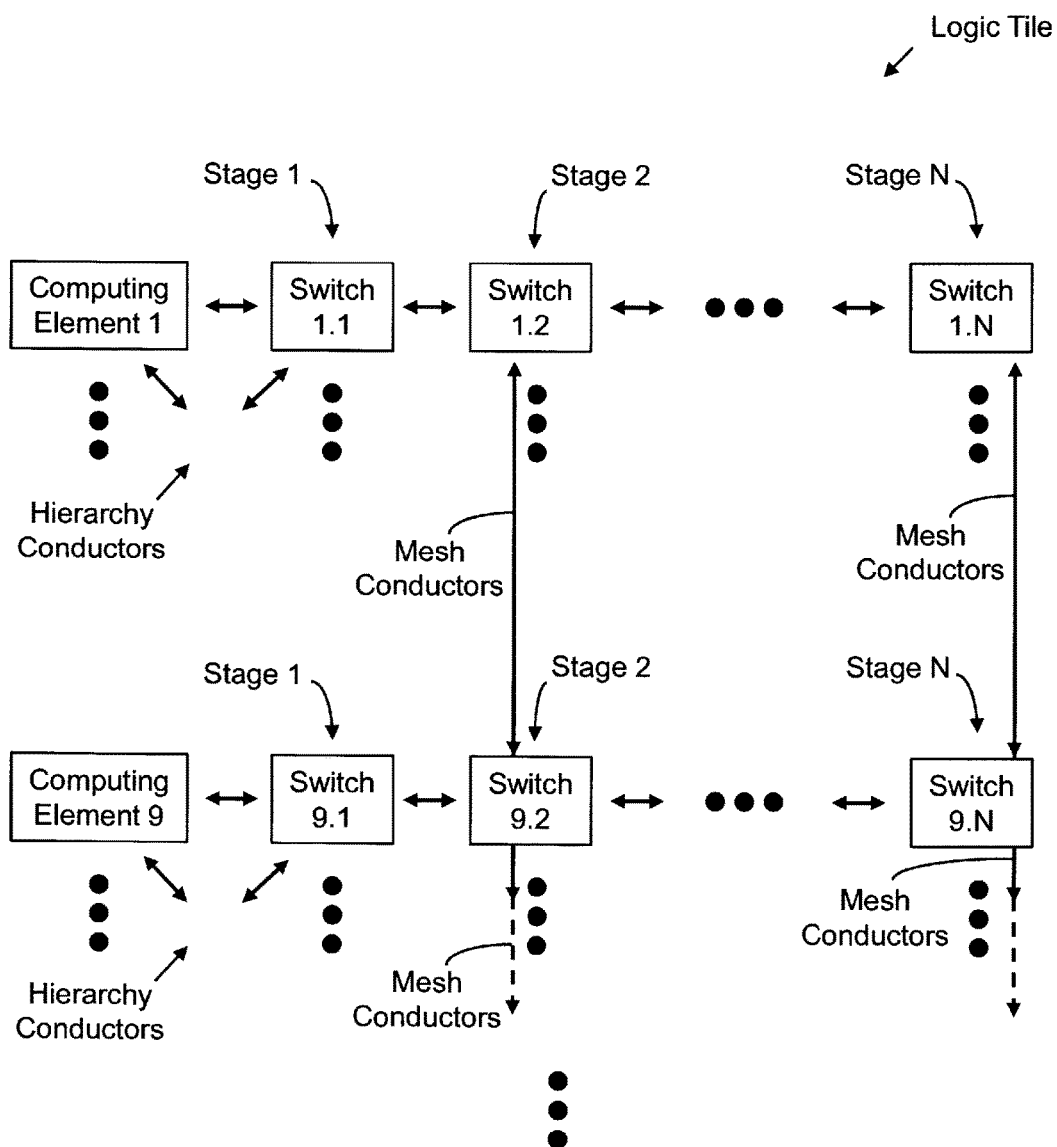 Logic Tile
Stage 1
Stage 2
Stage N
Computing
Element 1
Switch
1.1
Switch
1.2
Switch
1.N
Hierarchy
Conductors
Mesh
Conductors
Mesh
Conductors
Stage 1
Stage 2
Stage N
Computing
Element 9
Switch
9.1
Switch
9.2
Switch
9.N
Hierarchy
Conductors
Mesh
Conductors
Mesh
Conductors